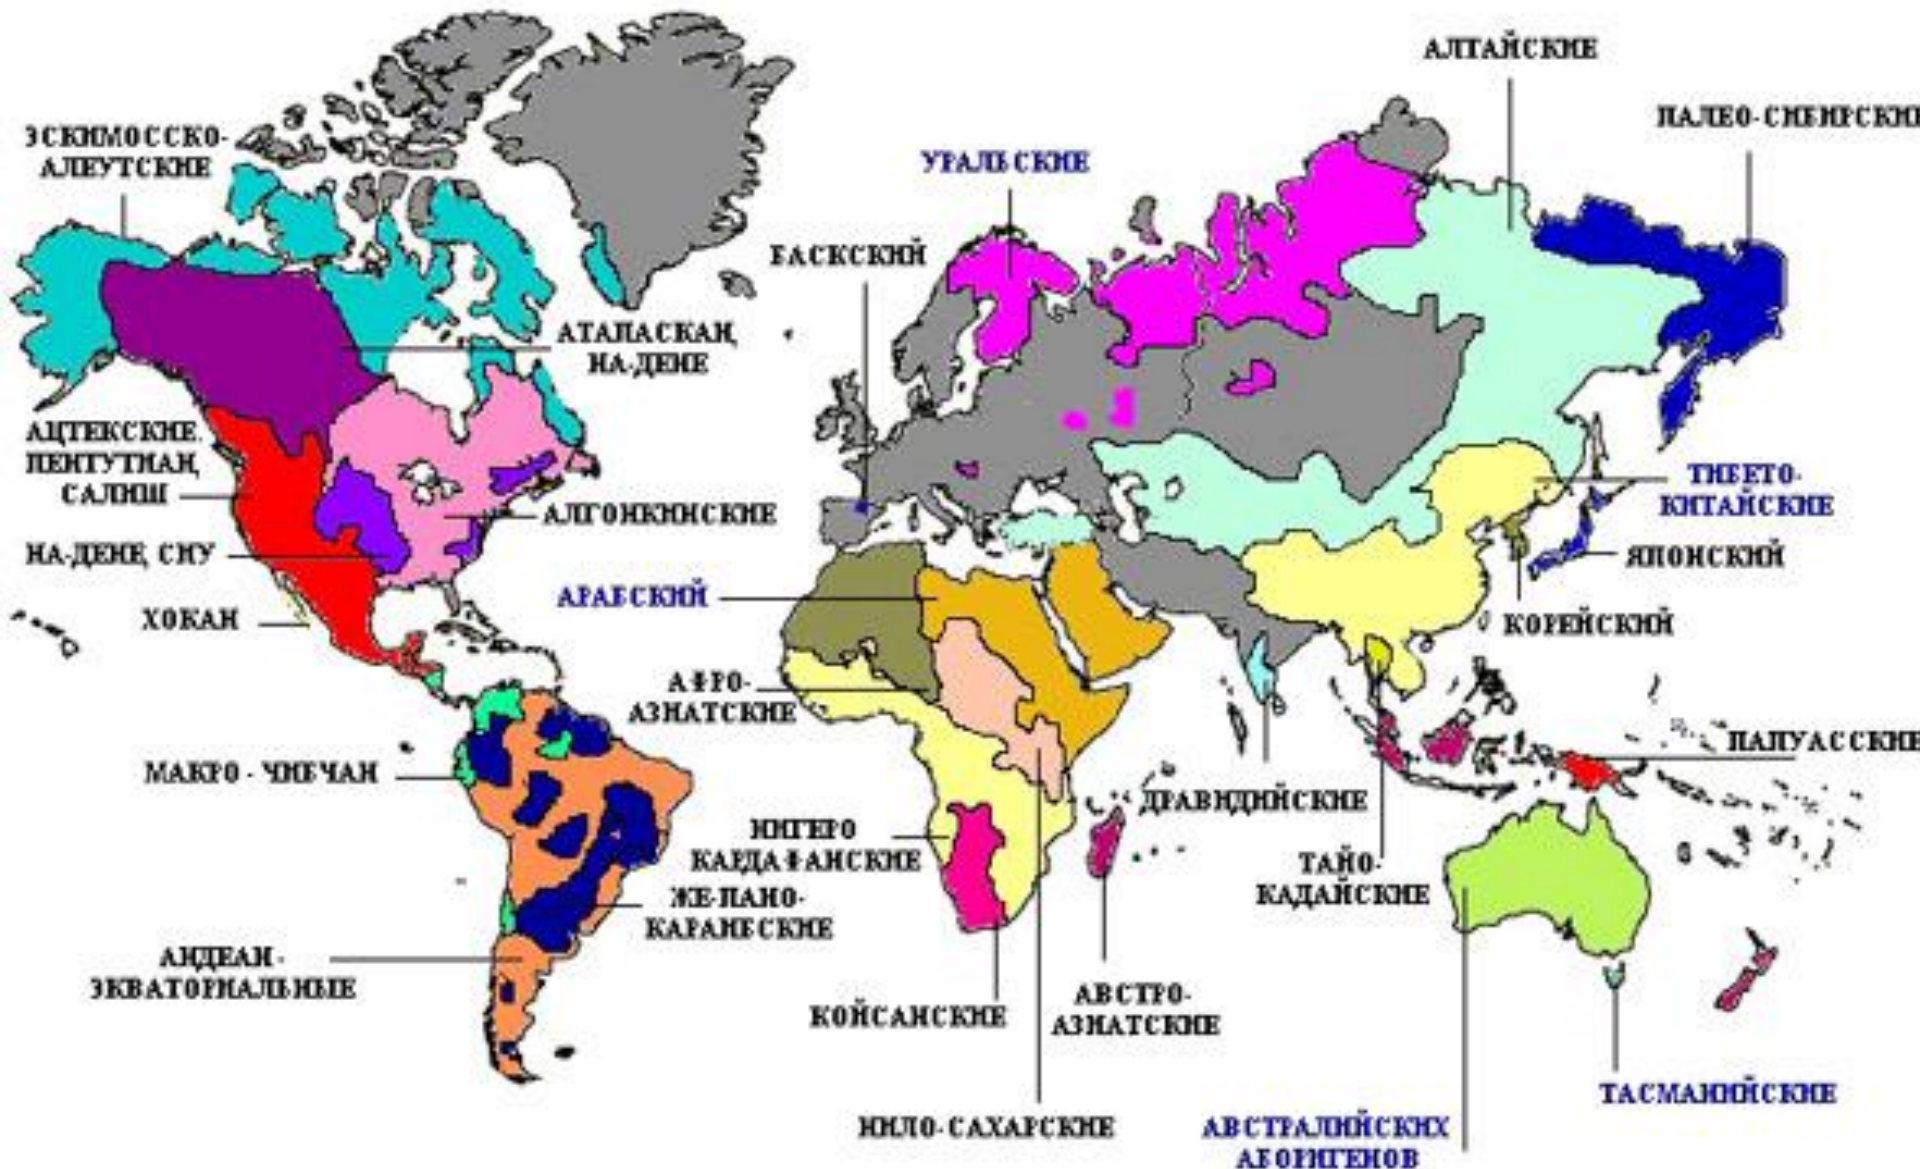 АЛТАЙСКИЕ
ПАЛЕО-СИБИРСКИЕ
ЭСКИМОССКО-
АЛЕУТСКИЕ
УРАЛЬСКИЕ
БАСКСКИЙ
АТАПАСКАН,
НА-ДЕНЕ
АЦТЕКСКИЕ,
ПЕНТУТИАН,
САЛИШ
АЛГОНКИНСКИЕ
НА-ДЕНЕ, СИУ
ТИБЕТО-
КИТАЙСКИЕ
ЯПОНСКИЙ
АРАБСКИЙ
ХОКАН
КОРЕЙСКИЙ
АФРО-
АЗИАТСКИЕ
ПАПУАССКИЕ
МАКРО - ЧИБЧАН
ДРАВИДИЙСКИЕ
НИГЕРО
КАРДАФАНСКИЕ
ТАЙО-
КАДАЙСКИЕ
ЖЕ-ПАНО-
КАРАИБСКИЕ
АНДЕАН -
ЭКВАТОРИАЛЬНЫЕ
КОЙСАНСКИЕ
АВСТРО-
АЗИАТСКИЕ
ТАСМАНИЙСКИЕ
НИЛО-САХАРСКИЕ
АВСТРАЛИЙСКИХ
АБОРИГЕНОВ